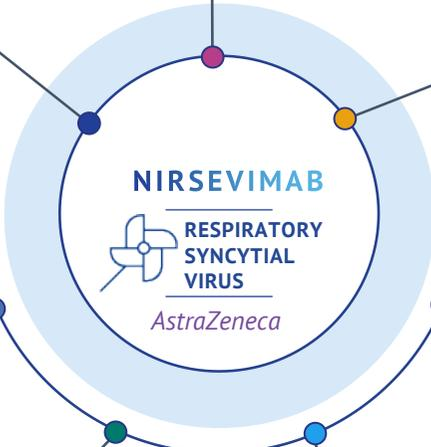 NIRSEVIMAB
RESPIRATORY
SYNCYTIAL
VIRUS
AstraZeneca